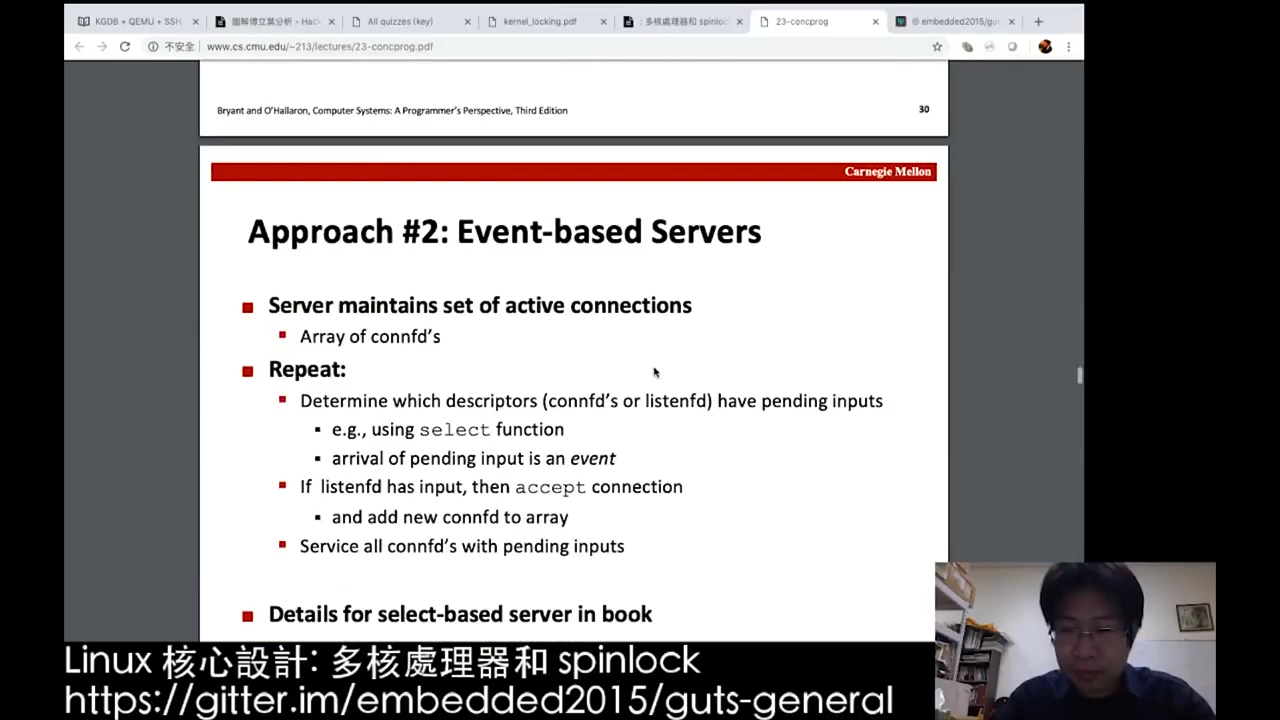 KGDB + QEMU + SSH
圖解傅立葉分析 - Hac
All quizzes (key)
kernel_locking.pdf
: 多核處理器和 spinloc
23-concprog
embedded2015/gut
不安全
www.cs.cmu.edu/~213/lectures/23-concprog.pdf
Bryant and O'Hallaron, Computer Systems: A Programmer's Perspective, Third Edition
30
Carnegie Mellon
Approach #2: Event-based Servers
Server maintains set of active connections
Array of connfd's
Repeat:
Determine which descriptors (connfd's or listenfd) have pending inputs
e.g., using select function
arrival of pending input is an event
If listenfd has input, then accept connection
and add new connfd to array
Service all connfd's with pending inputs
Details for select-based server in book
Linux 核心設計: 多核處理器和 spinlock
https://gitter.im/embedded2015/guts-general